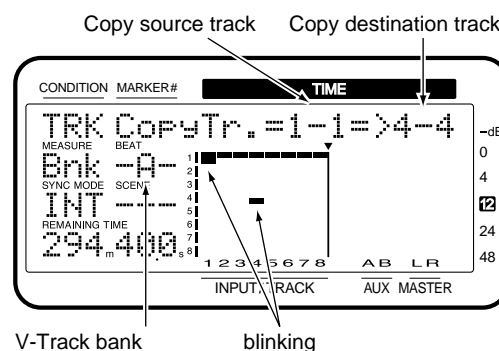 Copy source track Copy destination track
CONDITION MARKER# TIME
TRK CopyTr.=1-1=>4-4
MEASURE BEAT
Bnk -A-
SYNC MODE SCENE
INT ---
REMAINING TIME
294m400s
1
2
3
4
5
6
7
8
1 2 3 4 5 6 7 8 AB LR
INPUT/TRACK AUX MASTER
-dB
0
4
12
24
48
V-Track bank blinking